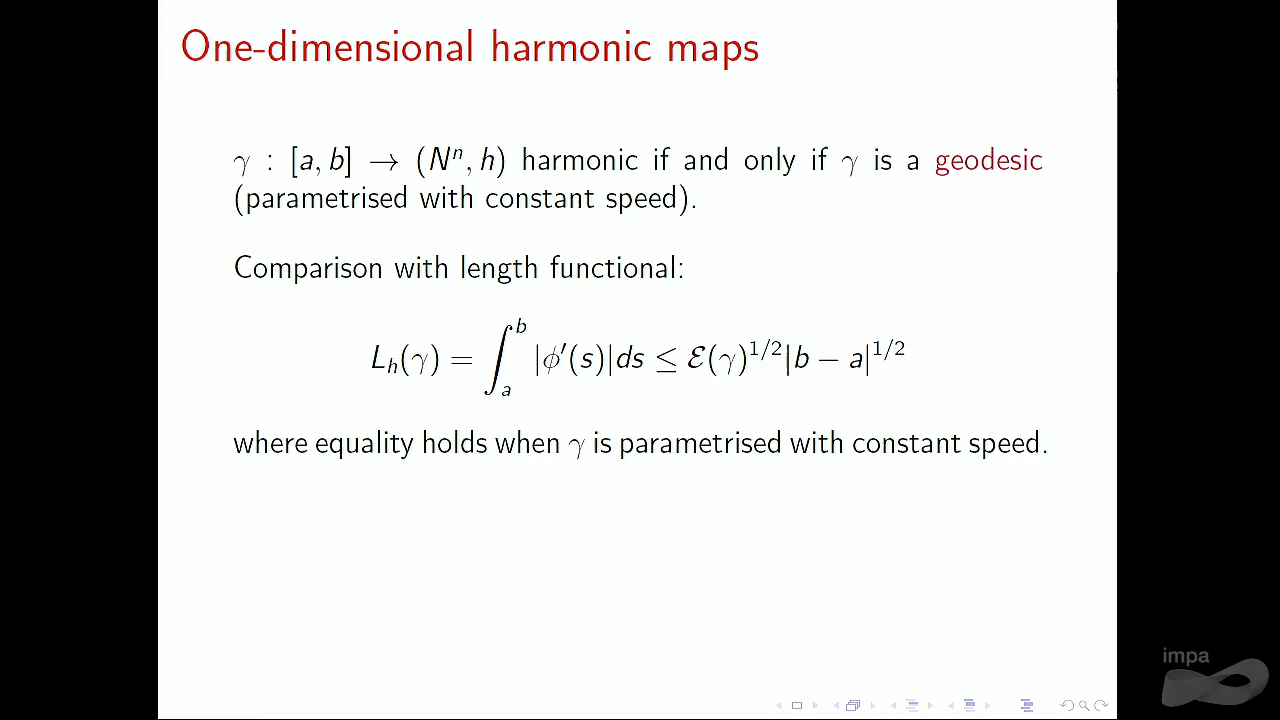 One-dimensional harmonic maps
γ : [a, b] → (Nⁿ, h) harmonic if and only if γ is a geodesic
(parametrised with constant speed).
Comparison with length functional:
L_h(γ) = ∫_a^b |ϕ′(s)|ds ≤ ℰ(γ)^{1/2}|b − a|^{1/2}
where equality holds when γ is parametrised with constant speed.
impa